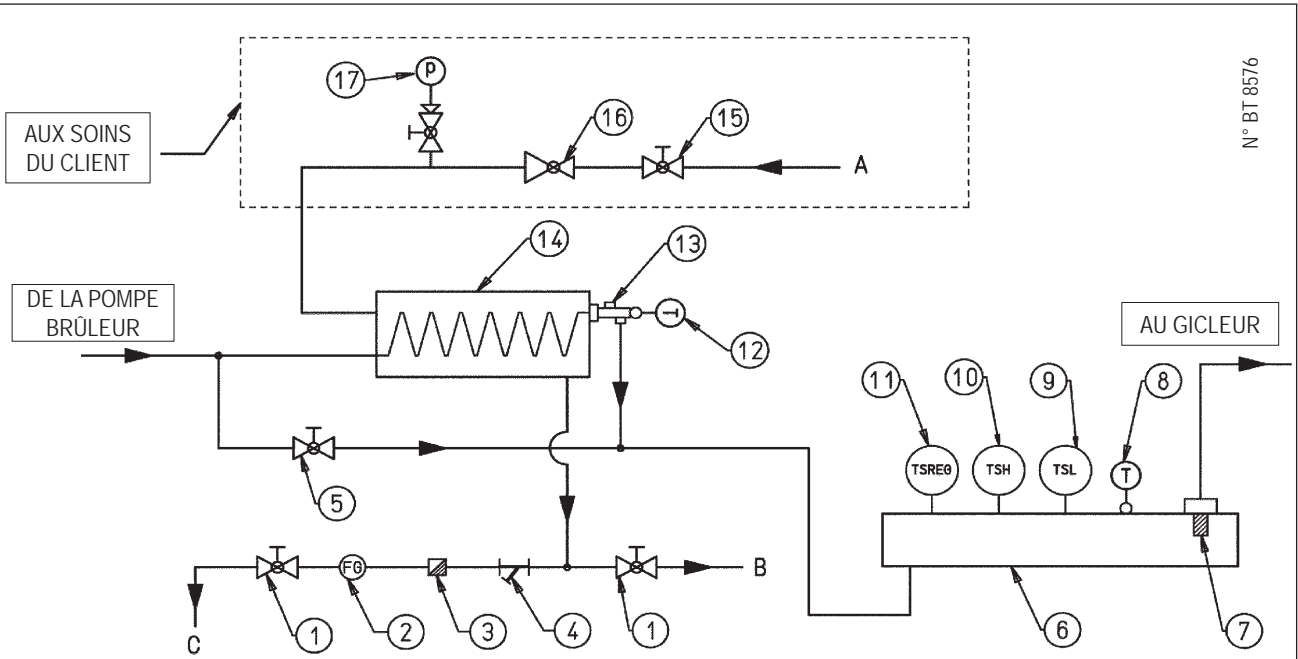 N° BT 8576
AUX SOINS
DU CLIENT
17
P
16
15
A
14
13
DE LA POMPE
BRÛLEUR
12
AU GICLEUR
11
10
9
8
TSREG
TSH
TSL
T
5
FG
B
C
1
2
3
4
1
6
7